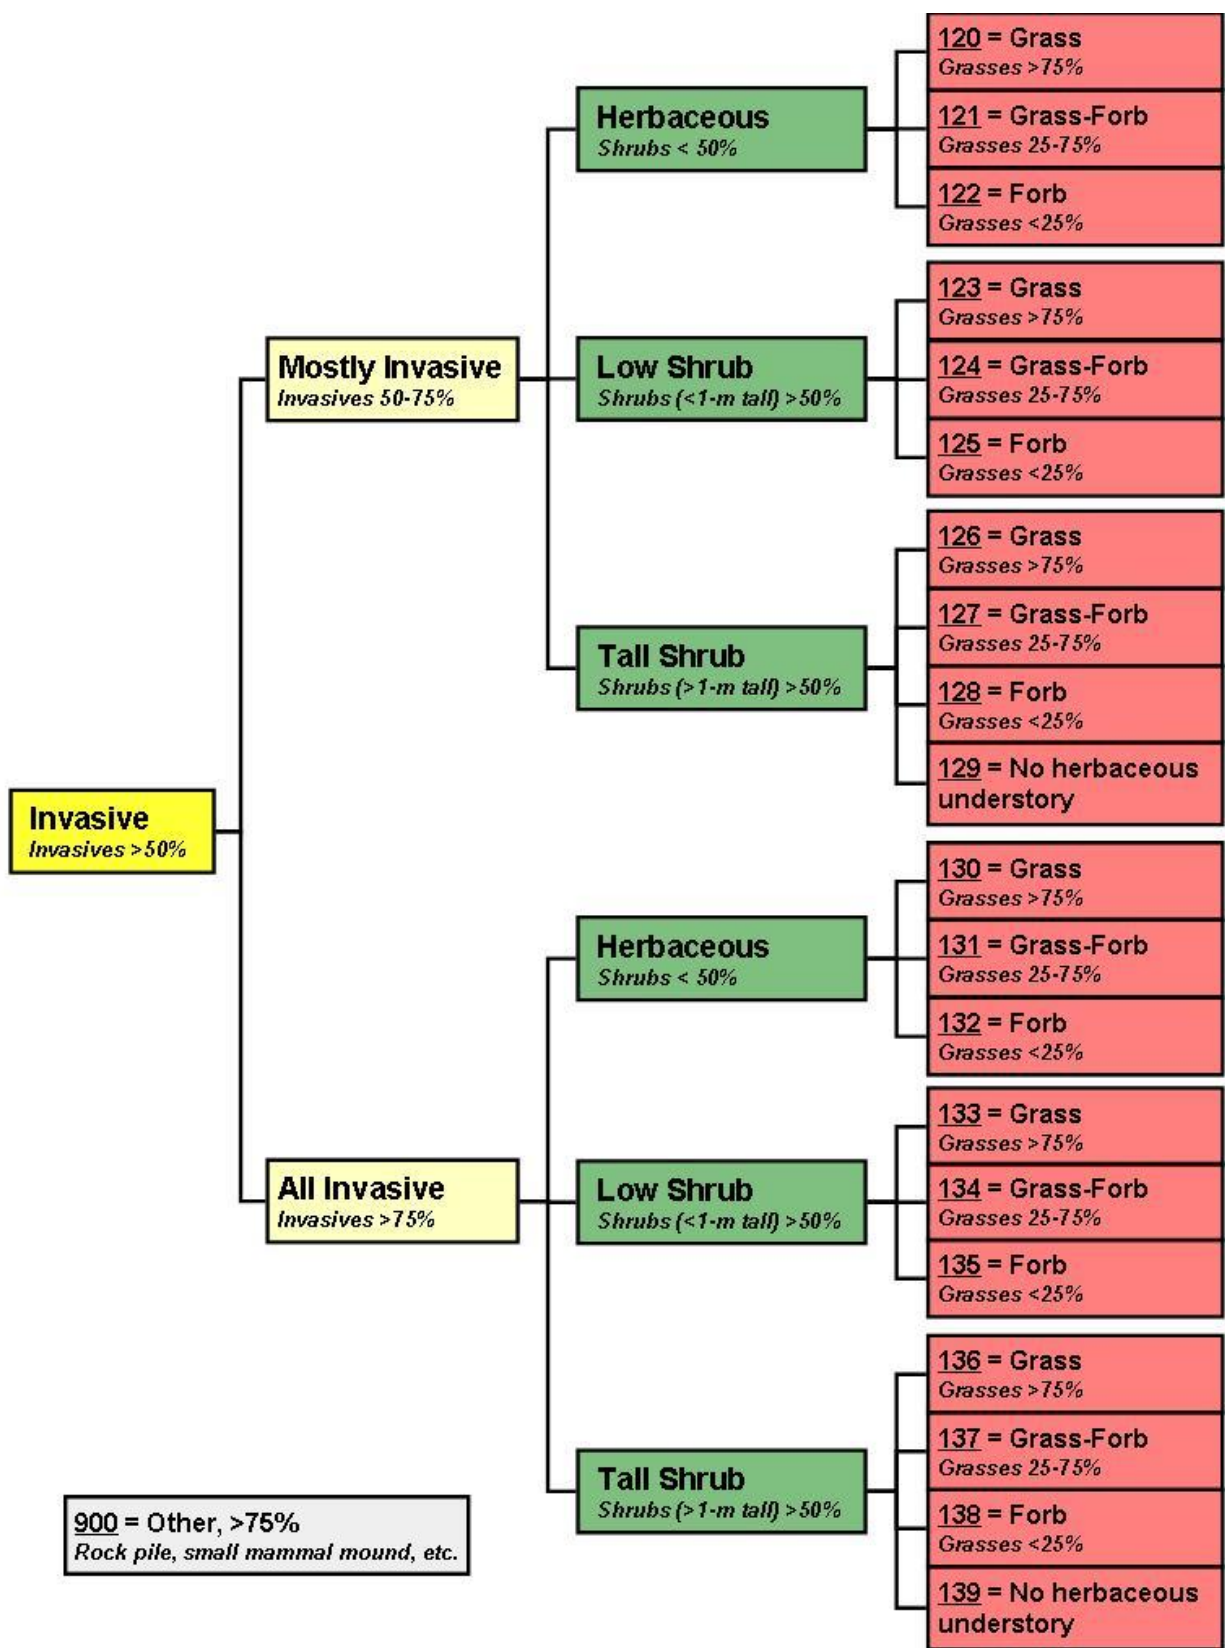 120 = Grass
Grasses >75%
Herbaceous
Shrubs < 50%
121 = Grass-Forb
Grasses 25-75%
122 = Forb
Grasses <25%
123 = Grass
Grasses >75%
Mostly Invasive
Invasives 50-75%
Low Shrub
Shrubs (<1-m tall) >50%
124 = Grass-Forb
Grasses 25-75%
125 = Forb
Grasses <25%
126 = Grass
Grasses >75%
127 = Grass-Forb
Grasses 25-75%
Tall Shrub
Shrubs (>1-m tall) >50%
128 = Forb
Grasses <25%
129 = No herbaceous
understory
Invasive
Invasives >50%
130 = Grass
Grasses >75%
Herbaceous
Shrubs < 50%
131 = Grass-Forb
Grasses 25-75%
132 = Forb
Grasses <25%
133 = Grass
Grasses >75%
All Invasive
Invasives >75%
Low Shrub
Shrubs (<1-m tall) >50%
134 = Grass-Forb
Grasses 25-75%
135 = Forb
Grasses <25%
136 = Grass
Grasses >75%
137 = Grass-Forb
Grasses 25-75%
Tall Shrub
Shrubs (>1-m tall) >50%
138 = Forb
Grasses <25%
139 = No herbaceous
understory
900 = Other, >75%
Rock pile, small mammal mound, etc.